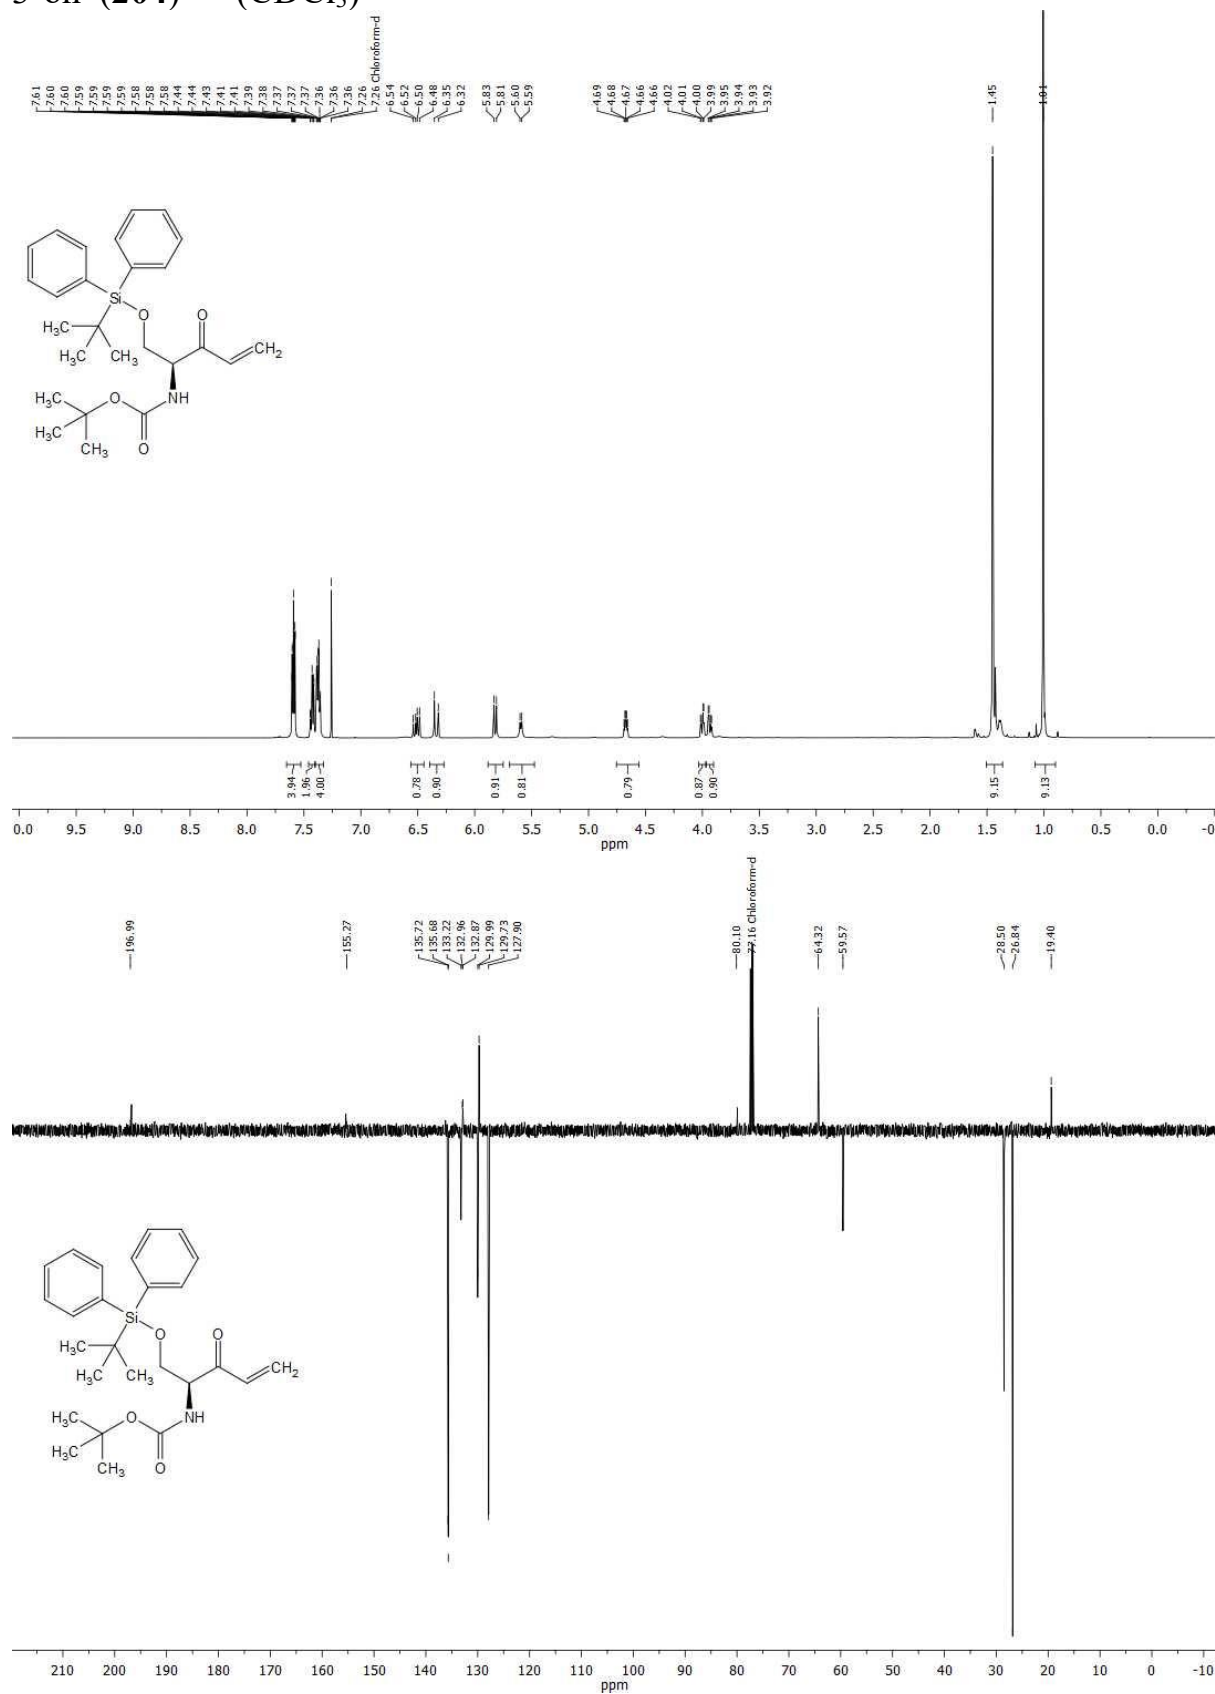 3-on (204) (CDCl₃)
7.61 7.60 7.60 7.59 7.59 7.59 7.59 7.58 7.58 7.58 7.44 7.44 7.43 7.41 7.41 7.39 7.38 7.37 7.37 7.37 7.36 7.36 7.36 7.26 7.26 Chloroform-d 6.54 6.52 6.50 6.48 6.35 6.32 5.83 5.81 5.60 5.59 4.69 4.68 4.67 4.66 4.66 4.02 4.01 4.00 3.99 3.95 3.94 3.93 3.92 1.45 1.01
Si
O
O
H₃C
H₃C
CH₃
CH₂
H₃C
O
NH
H₃C
CH₃
O
3.94 1.96 4.00 0.78 0.90 0.91 0.81 0.79 0.87 0.90 9.15 9.13
0.0 9.5 9.0 8.5 8.0 7.5 7.0 6.5 6.0 5.5 5.0 4.5 4.0 3.5 3.0 2.5 2.0 1.5 1.0 0.5 0.0 -0
ppm
196.99 155.27 135.72 135.68 133.22 132.96 132.87 129.99 129.73 127.90 80.10 77.16 Chloroform-d 64.32 59.57 28.50 26.84 19.40
Si
O
O
H₃C
H₃C
CH₃
CH₂
H₃C
O
NH
H₃C
CH₃
O
210 200 190 180 170 160 150 140 130 120 110 100 90 80 70 60 50 40 30 20 10 0 -10
ppm